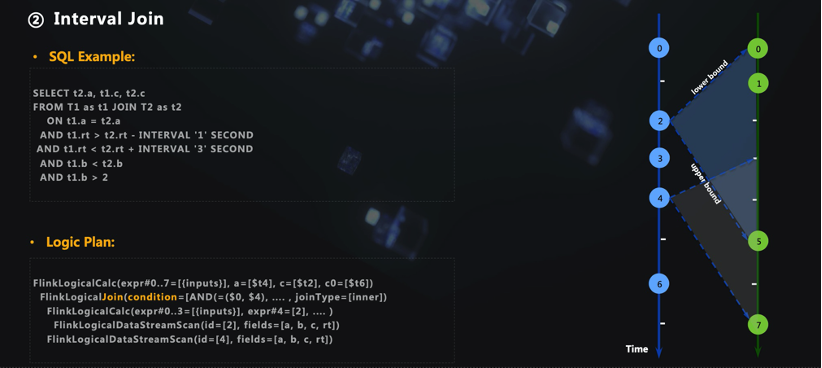 ② Interval Join
• SQL Example:
SELECT t2.a, t1.c, t2.c
FROM T1 as t1 JOIN T2 as t2
ON t1.a = t2.a
AND t1.rt > t2.rt - INTERVAL '1' SECOND
AND t1.rt < t2.rt + INTERVAL '3' SECOND
AND t1.b < t2.b
AND t1.b > 2
• Logic Plan:
FlinkLogicalCalc(expr#0..7=[{inputs}], a=[$t4], c=[$t2], c0=[$t6])
FlinkLogicalJoin(condition=[AND(=($0, $4), .... , joinType=[inner])
FlinkLogicalCalc(expr#0..3=[{inputs}], expr#4=[2], .... )
FlinkLogicalDataStreamScan(id=[2], fields=[a, b, c, rt])
FlinkLogicalDataStreamScan(id=[4], fields=[a, b, c, rt])
0
0
lower bound
1
2
3
upper bound
4
5
6
7
Time